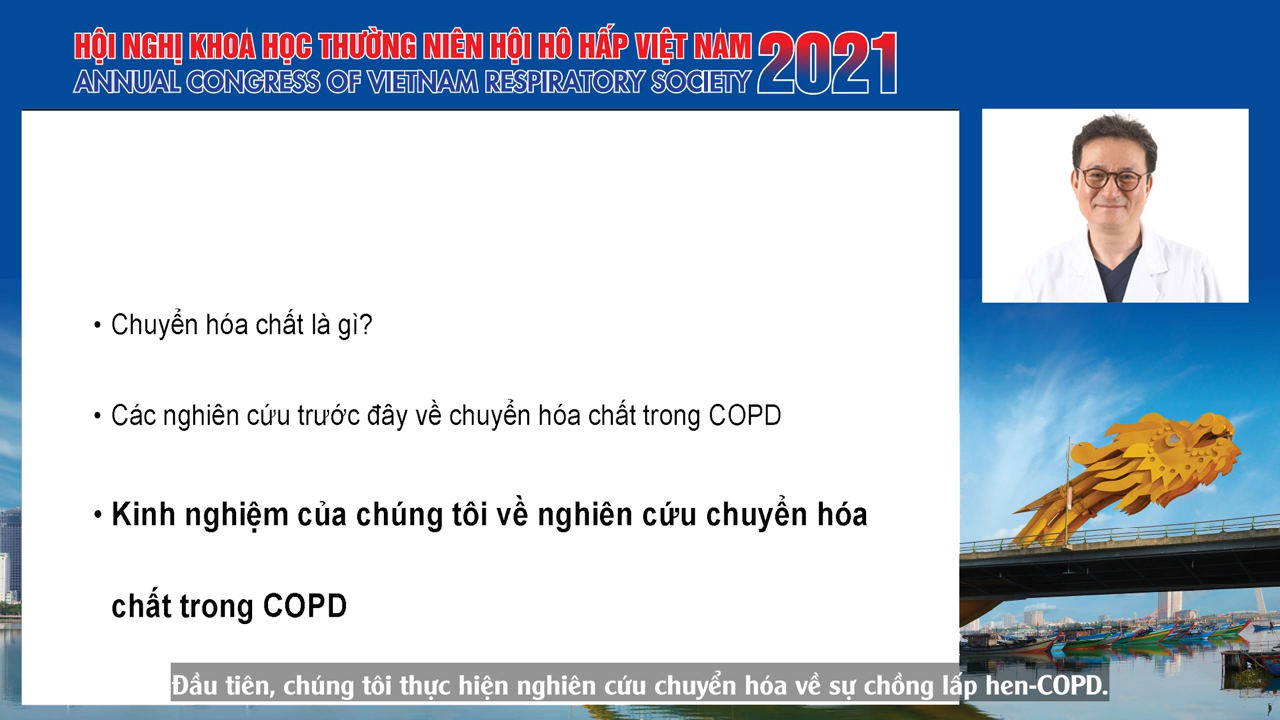 HỘI NGHỊ KHOA HỌC THƯỜNG NIÊN HỘI HÔ HẤP VIỆT NAM 2021
ANNUAL CONGRESS OF VIETNAM RESPIRATORY SOCIETY
• Chuyển hóa chất là gì?
• Các nghiên cứu trước đây về chuyển hóa chất trong COPD
• Kinh nghiệm của chúng tôi về nghiên cứu chuyển hóa
chất trong COPD
Đầu tiên, chúng tôi thực hiện nghiên cứu chuyển hóa về sự chồng lấp hen-COPD.